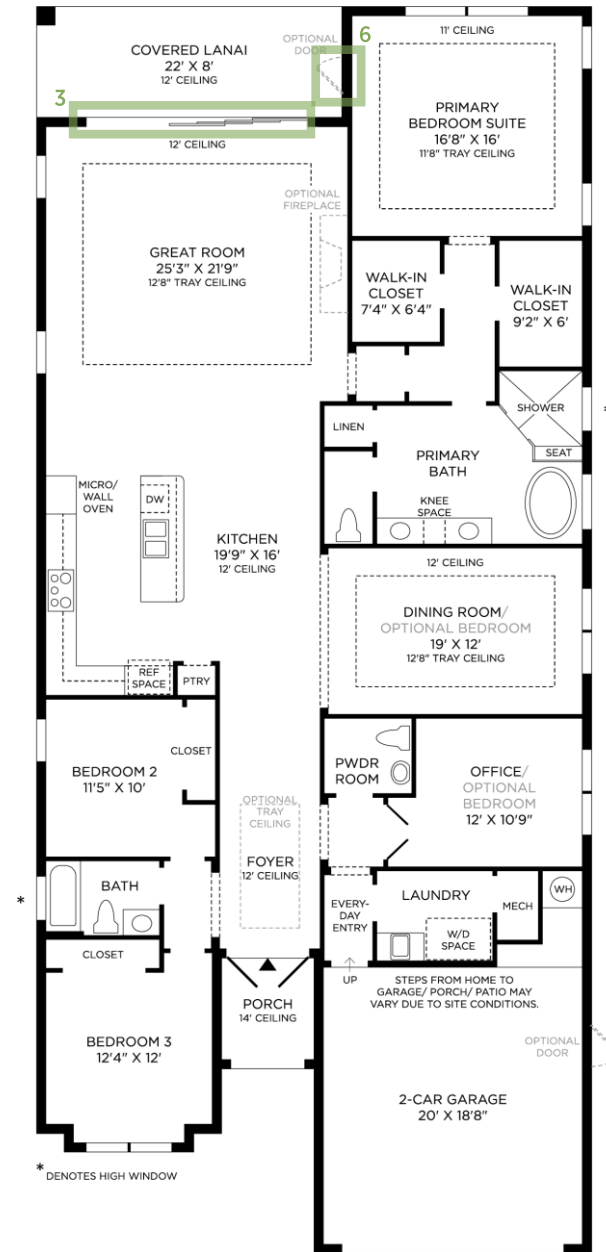 6
OPTIONAL
DOOR
11' CEILING
COVERED LANAI
22' X 8'
12' CEILING
3
12' CEILING
PRIMARY
BEDROOM SUITE
16'8" X 16'
11'8" TRAY CEILING
OPTIONAL
FIREPLACE
GREAT ROOM
25'3" X 21'9"
12'8" TRAY CEILING
WALK-IN
CLOSET
7'4" X 6'4"
WALK-IN
CLOSET
9'2" X 6'
SHOWER
*
SEAT
LINEN
PRIMARY
BATH
KNEE
SPACE
MICRO/
WALL
OVEN
DW
KITCHEN
19'9" X 16'
12' CEILING
12' CEILING
DINING ROOM/
OPTIONAL BEDROOM
19' X 12'
12'8" TRAY CEILING
REF
SPACE
PTRY
CLOSET
BEDROOM 2
11'5" X 10'
PWDR
ROOM
OFFICE/
OPTIONAL
BEDROOM
12' X 10'9"
OPTIONAL
TRAY
CEILING
FOYER
12' CEILING
*
BATH
EVERY-
DAY
ENTRY
LAUNDRY
MECH
WH
W/D
SPACE
CLOSET
UP
STEPS FROM HOME TO
GARAGE/ PORCH/ PATIO MAY
VARY DUE TO SITE CONDITIONS.
PORCH
14' CEILING
BEDROOM 3
12'4" X 12'
OPTIONAL
DOOR
2-CAR GARAGE
20' X 18'8"
* DENOTES HIGH WINDOW